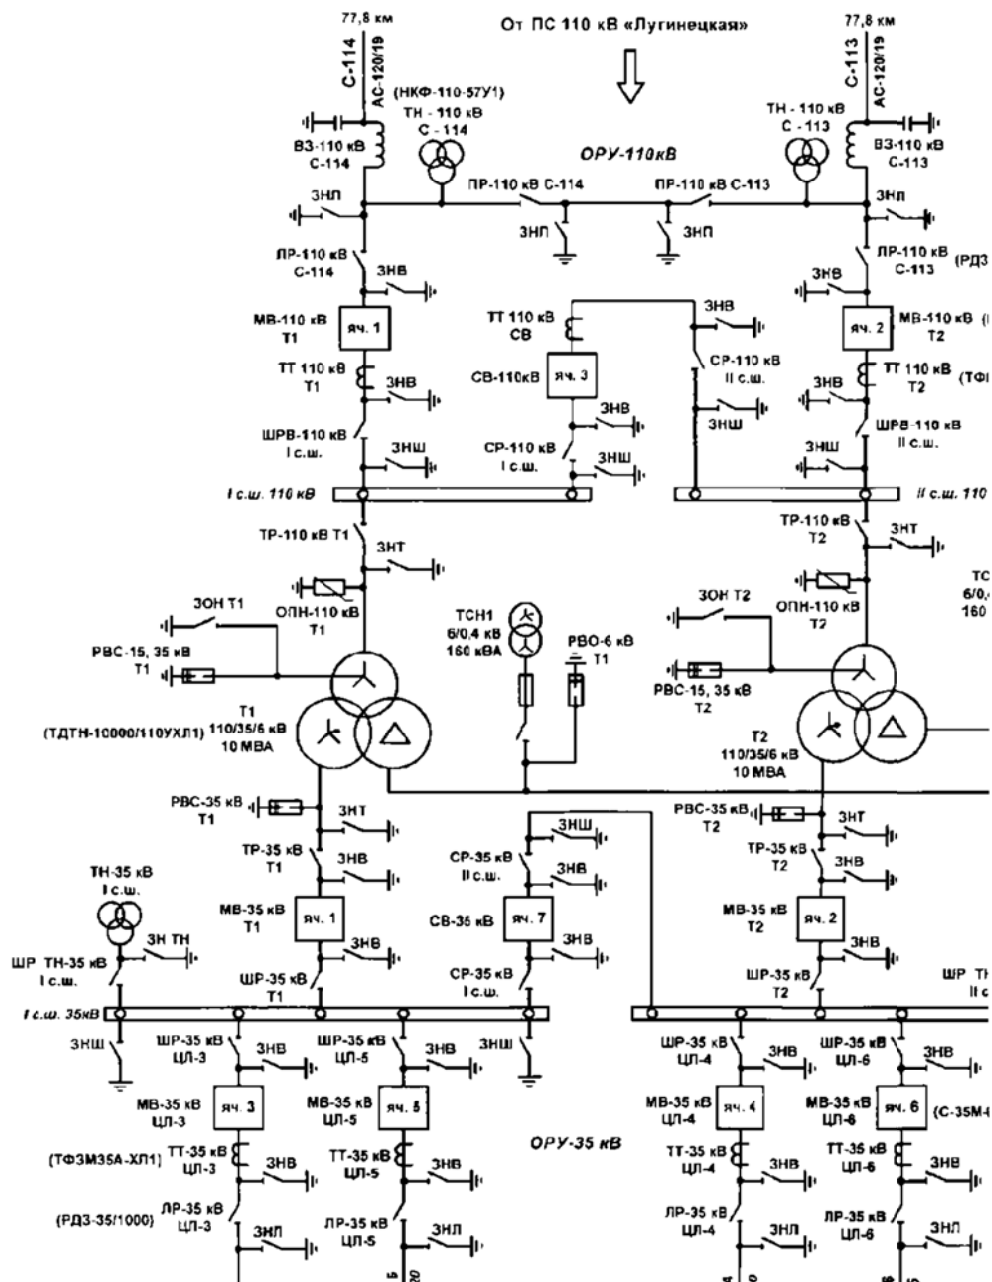 77,8 км
От ПС 110 кВ «Лугинецкая»
77,8 км
С-114
АС-120/19
С-113
АС-120/19
(НКФ-110-57У1)
ТН - 110 кВ
С - 114
ТН - 110 кВ
С - 113
ВЗ-110 кВ
С-114
ОРУ-110кВ
ВЗ-110 кВ
С-113
ПР-110 кВ С-114
ПР-110 кВ С-113
ЗНЛ
ЗНЛ
ЗНП
ЗНП
ЛР-110 кВ
С-114
ЗНВ
ЗНВ
ЛР-110 кВ
С-113
(РДЗ
МВ-110 кВ
Т1
яч. 1
ТТ 110 кВ
СВ
ЗНВ
яч. 2
МВ-110 кВ
Т2
СВ-110кВ
яч. 3
СР-110 кВ
II с.ш.
ТТ 110 кВ
Т1
ЗНВ
ЗНВ
ТТ 110 кВ
Т2
ЗНВ
ЗНШ
ШРВ-110 кВ
I с.ш.
ЗНШ
СР-110 кВ
I с.ш.
ЗНШ
ЗНШ
ШРВ-110 кВ
II с.ш.
I с.ш. 110 кВ
II с.ш. 110
ТР-110 кВ Т1
ЗНТ
ТР-110 кВ
Т2
ЗНТ
ОПН-110 кВ
Т1
ОПН-110 кВ
Т2
ЗОН Т1
ТСН1
6/0,4 кВ
160 кВА
ЗОН Т2
160
РВС-15, 35 кВ
Т1
РВО-6 кВ
Т1
РВС-15, 35 кВ
Т2
(ТДТН-10000/110УХЛ1)
Т1
110/35/6 кВ
10 МВА
Т2
110/35/6 кВ
10 МВА
РВС-35 кВ
Т1
ЗНТ
РВС-35 кВ
Т2
ЗНТ
ЗНШ
ТР-35 кВ
Т1
ЗНВ
СР-35 кВ
II с.ш.
ЗНВ
ТР-35 кВ
Т2
ЗНВ
ТН-35 кВ
I с.ш.
МВ-35 кВ
Т1
яч. 1
СВ-35 кВ
яч. 7
МВ-35 кВ
Т2
яч. 2
ЗН ТН
ЗНВ
ЗНВ
ЗНВ
ШР ТН-35 кВ
I с.ш.
ШР-35 кВ
Т1
СР-35 кВ
I с.ш.
ШР-35 кВ
Т2
ШР ТН
I с.ш. 35кВ
ЗНШ
ШР-35 кВ
ЦЛ-3
ЗНВ
ШР-35 кВ
ЦЛ-5
ЗНВ
ЗНШ
ШР-35 кВ
ЦЛ-4
ЗНВ
ШР-35 кВ
ЦЛ-6
ЗНВ
МВ-35 кВ
ЦЛ-3
яч. 3
МВ-35 кВ
ЦЛ-5
яч. 5
МВ-35 кВ
ЦЛ-4
яч. 4
МВ-35 кВ
ЦЛ-6
яч. 6
(С-35М-
ОРУ-35 кВ
(ТФЗМ35А-ХЛ1)
ТТ-35 кВ
ЦЛ-3
ЗНВ
ТТ-35 кВ
ЦЛ-5
ЗНВ
ТТ-35 кВ
ЦЛ-4
ЗНВ
ТТ-35 кВ
ЦЛ-6
ЗНВ
(РДЗ-35/1000)
ЛР-35 кВ
ЦЛ-3
ЗНЛ
ЛР-35 кВ
ЦЛ-5
ЗНЛ
ЛР-35 кВ
ЦЛ-4
ЗНЛ
ЛР-35 кВ
ЦЛ-6
ЗНЛ